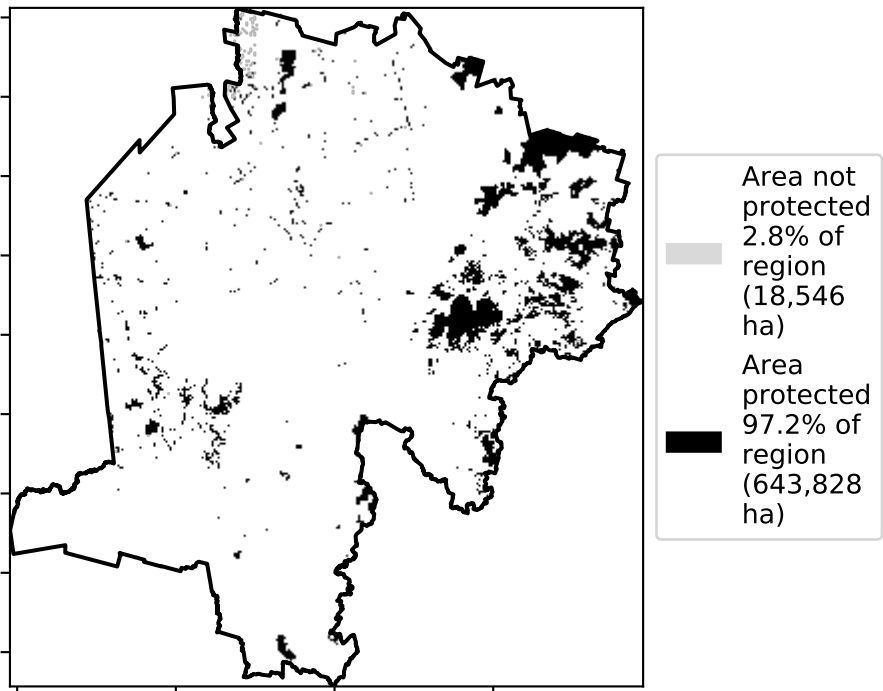 Area not
protected
2.8% of
region
(18,546
ha)
Area
protected
97.2% of
region
(643,828
ha)